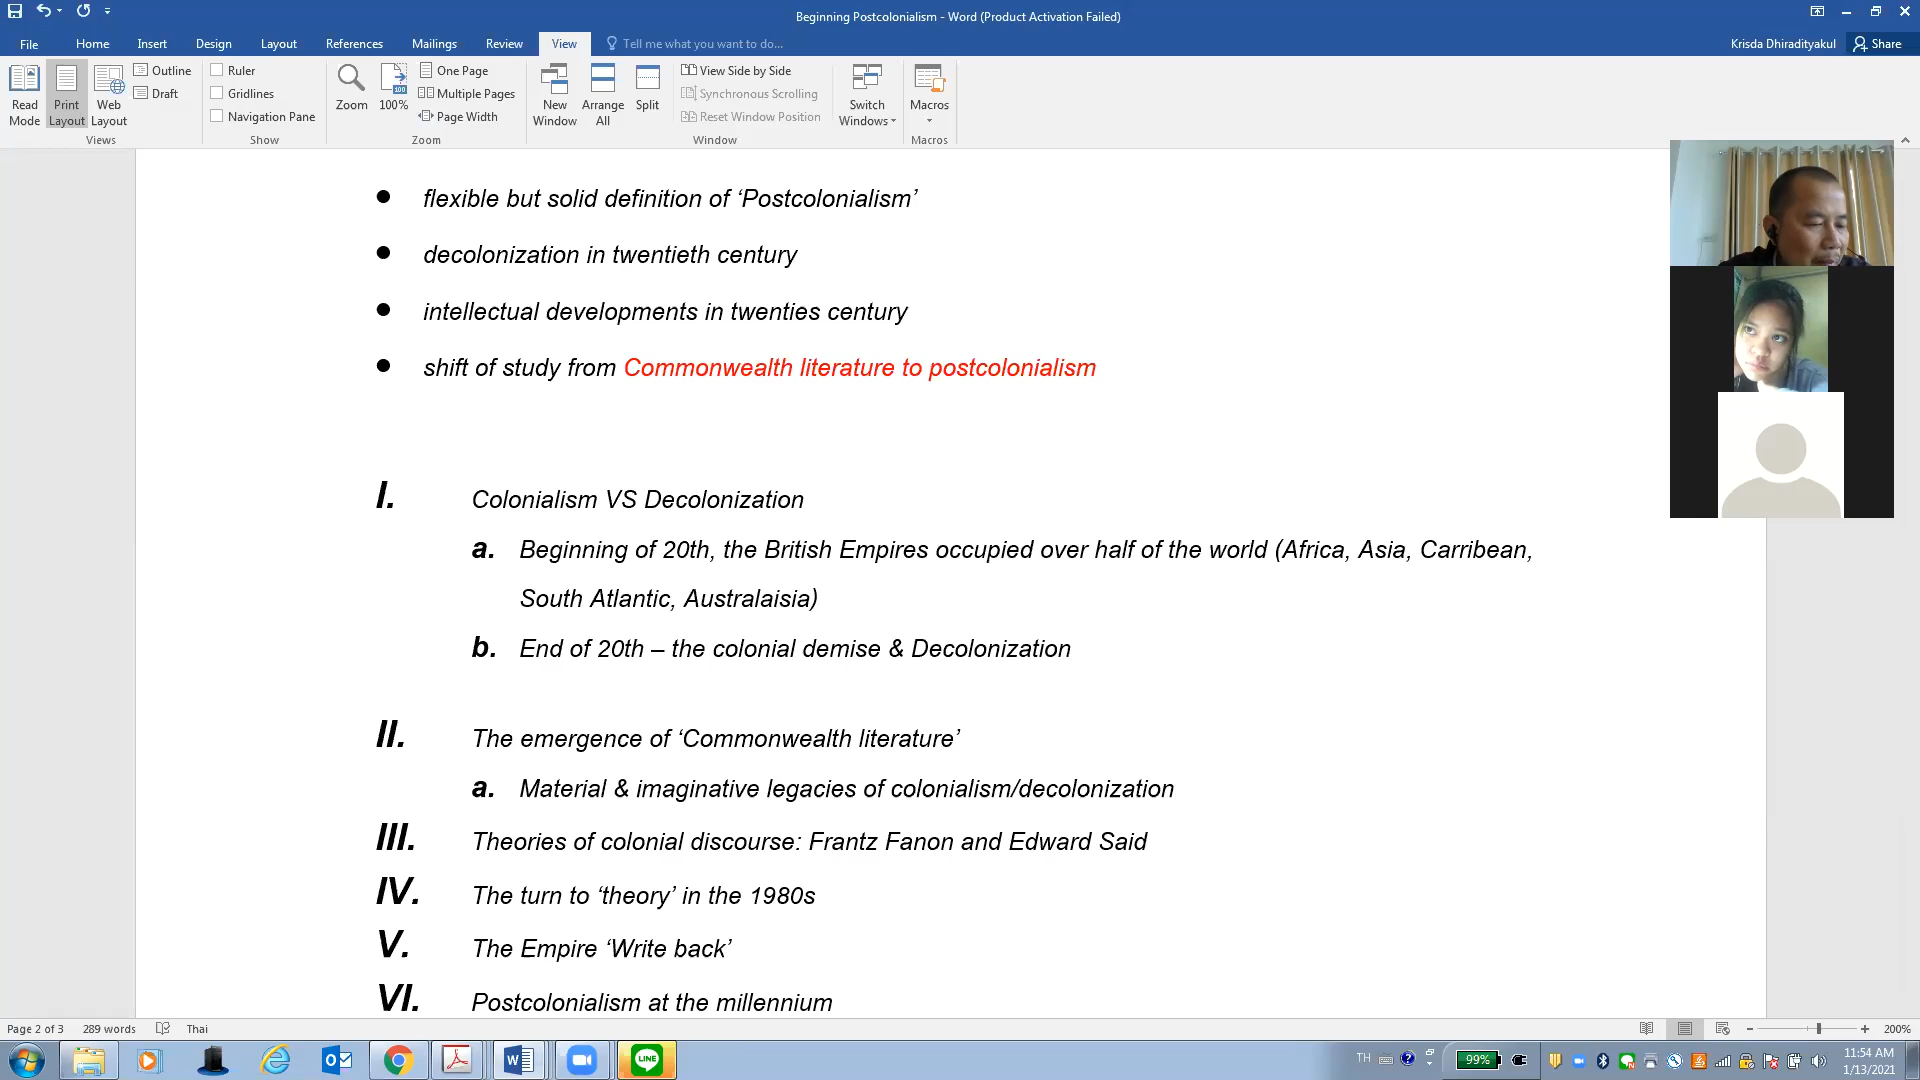 Beginning Postcolonialism - Word (Product Activation Failed)
File Home Insert Design Layout References Mailings Review View Tell me what you want to do... Krisda Dhiradityakul Share
Read Mode
Print Layout
Web Layout
Outline
Draft
Views
Ruler
Gridlines
Navigation Pane
Show
Zoom
100%
One Page
Multiple Pages
Page Width
Zoom
New Window
Arrange All
Split
View Side by Side
Synchronous Scrolling
Reset Window Position
Window
Switch Windows
Macros
Macros
● flexible but solid definition of ‘Postcolonialism’
● decolonization in twentieth century
● intellectual developments in twenties century
● shift of study from Commonwealth literature to postcolonialism
I. Colonialism VS Decolonization
a. Beginning of 20th, the British Empires occupied over half of the world (Africa, Asia, Carribean,
South Atlantic, Australaisia)
b. End of 20th – the colonial demise & Decolonization
II. The emergence of ‘Commonwealth literature’
a. Material & imaginative legacies of colonialism/decolonization
III. Theories of colonial discourse: Frantz Fanon and Edward Said
IV. The turn to ‘theory’ in the 1980s
V. The Empire ‘Write back’
VI. Postcolonialism at the millennium
Page 2 of 3 289 words Thai 200%
LINE TH 99% 11:54 AM
1/13/2021